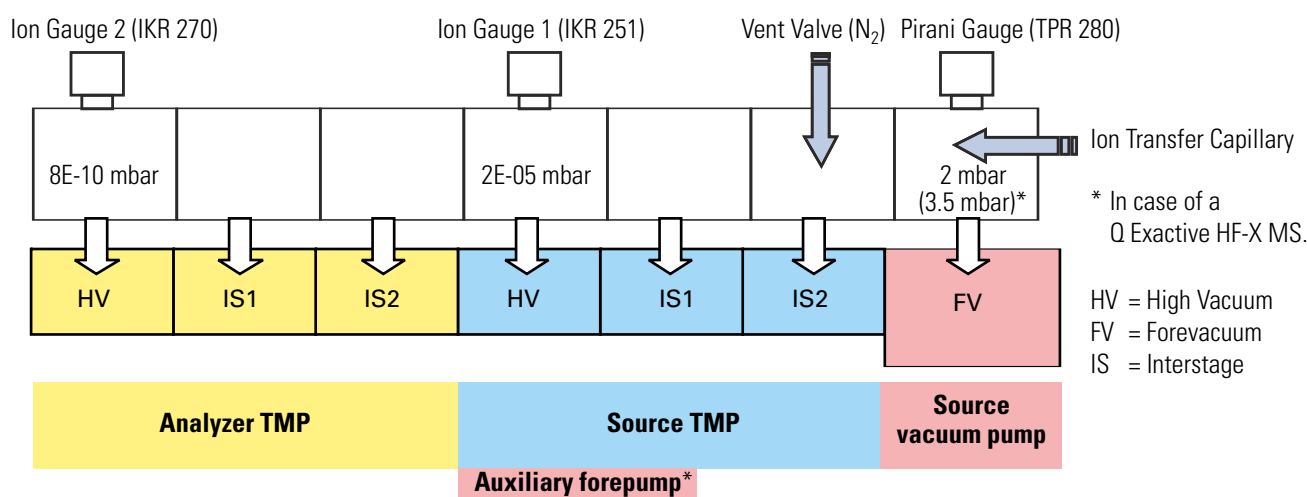 Ion Gauge 2 (IKR 270)
Ion Gauge 1 (IKR 251)
Vent Valve (N₂)
Pirani Gauge (TPR 280)
Ion Transfer Capillary
8E-10 mbar
2E-05 mbar
2 mbar
(3.5 mbar)*
* In case of a
Q Exactive HF-X MS.
HV
IS1
IS2
HV
IS1
IS2
FV
HV = High Vacuum
FV = Forevacuum
IS = Interstage
Analyzer TMP
Source TMP
Source
vacuum pump
Auxiliary forepump*